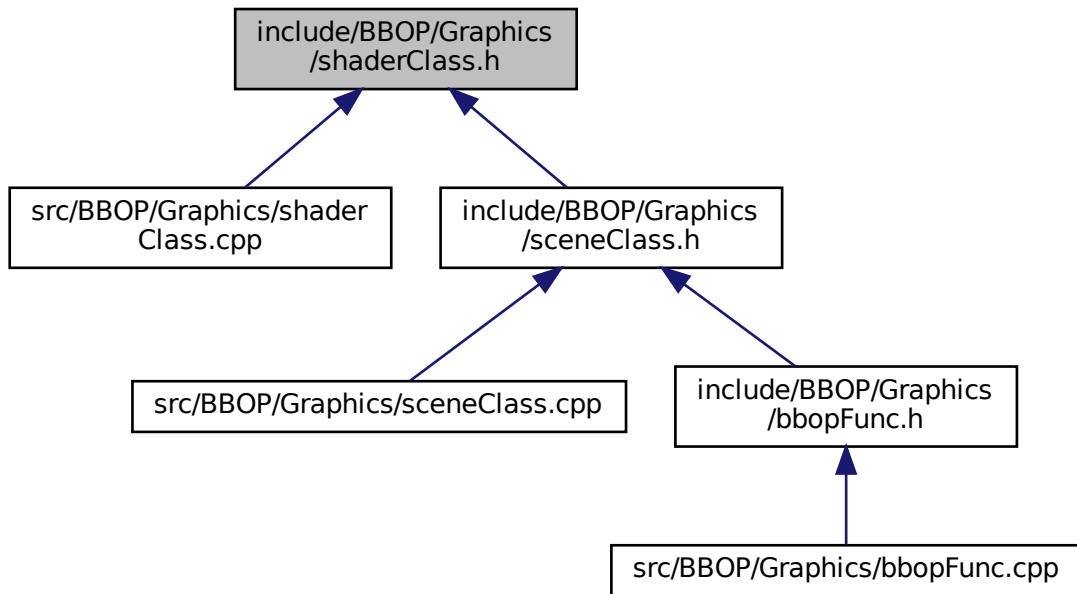 include/BBOP/Graphics
/shaderClass.h
src/BBOP/Graphics/shader
Class.cpp
include/BBOP/Graphics
/sceneClass.h
src/BBOP/Graphics/sceneClass.cpp
include/BBOP/Graphics
/bbopFunc.h
src/BBOP/Graphics/bbopFunc.cpp